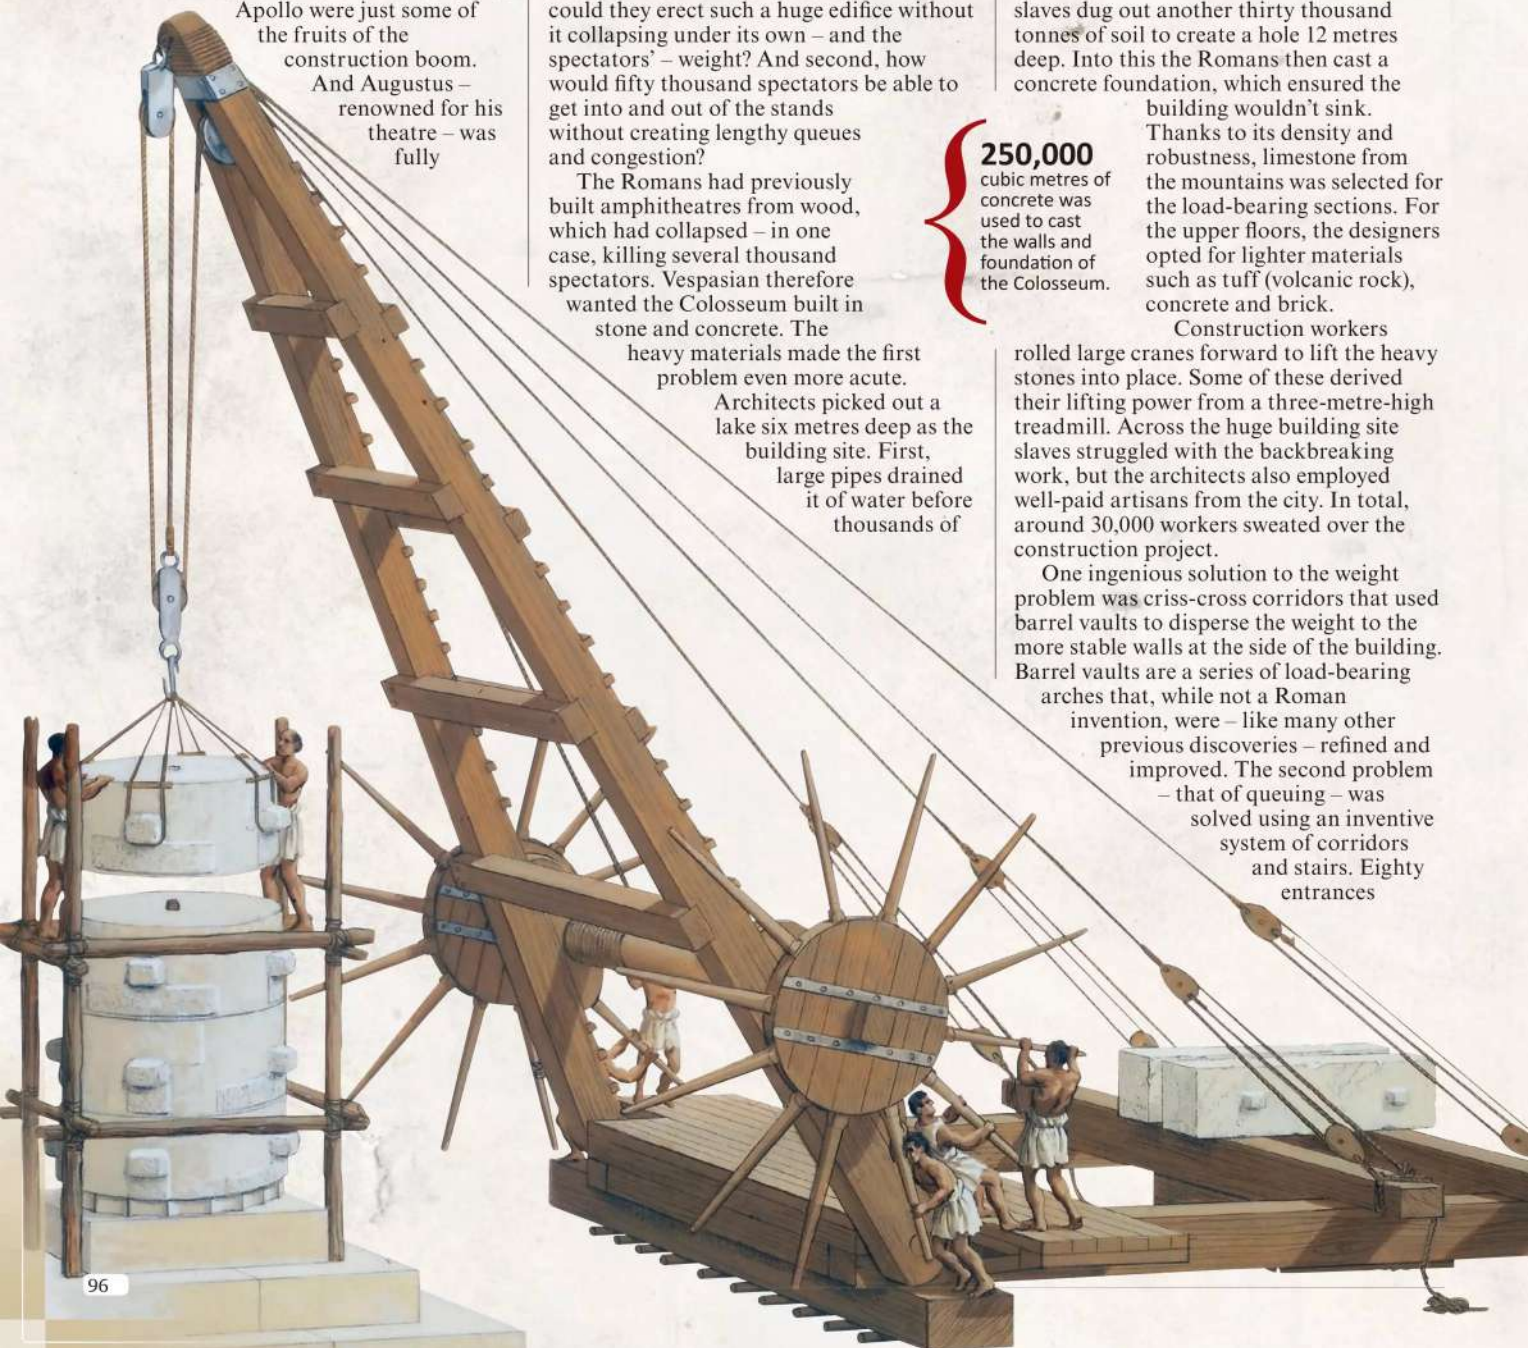 Apollo were just some of
the fruits of the
construction boom.
And Augustus –
renowned for his
theatre – was
fully
could they erect such a huge edifice without
it collapsing under its own – and the
spectators' – weight? And second, how
would fifty thousand spectators be able to
get into and out of the stands
without creating lengthy queues
and congestion?
The Romans had previously
built amphitheatres from wood,
which had collapsed – in one
case, killing several thousand
spectators. Vespasian therefore
wanted the Colosseum built in
stone and concrete. The
heavy materials made the first
problem even more acute.
Architects picked out a
lake six metres deep as the
building site. First,
large pipes drained
it of water before
thousands of
slaves dug out another thirty thousand
tonnes of soil to create a hole 12 metres
deep. Into this the Romans then cast a
concrete foundation, which ensured the
building wouldn't sink.
Thanks to its density and
robustness, limestone from
the mountains was selected for
the load-bearing sections. For
the upper floors, the designers
opted for lighter materials
such as tuff (volcanic rock),
concrete and brick.
Construction workers
rolled large cranes forward to lift the heavy
stones into place. Some of these derived
their lifting power from a three-metre-high
treadmill. Across the huge building site
slaves struggled with the backbreaking
work, but the architects also employed
well-paid artisans from the city. In total,
around 30,000 workers sweated over the
construction project.
One ingenious solution to the weight
problem was criss-cross corridors that used
barrel vaults to disperse the weight to the
more stable walls at the side of the building.
Barrel vaults are a series of load-bearing
arches that, while not a Roman
invention, were – like many other
previous discoveries – refined and
improved. The second problem
– that of queuing – was
solved using an inventive
system of corridors
and stairs. Eighty
entrances
250,000
cubic metres of
concrete was
used to cast
the walls and
foundation of
the Colosseum.
96